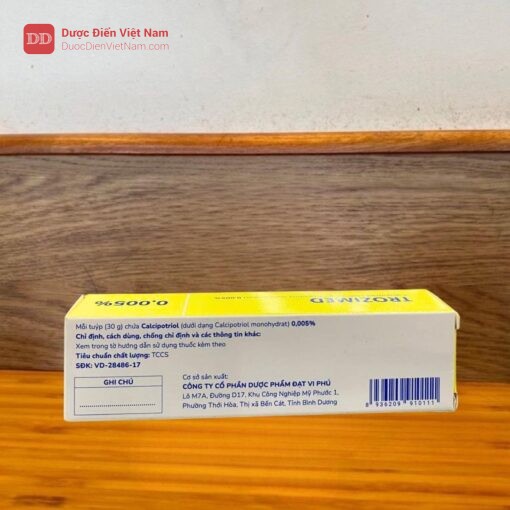 DD
Dược Điển Việt Nam
DuocDienVietNam.com
TROZIMED
0,005%
Mỗi tuýp (30 g) chứa Calcipotriol (dưới dạng Calcipotriol monohydrat) 0,005%
Chỉ định, cách dùng, chống chỉ định và các thông tin khác:
Xem trong tờ hướng dẫn sử dụng thuốc kèm theo
Tiêu chuẩn chất lượng: TCCS
SĐK: VD-28486-17
GHI CHÚ
Cơ sở sản xuất:
CÔNG TY CỔ PHẦN DƯỢC PHẨM ĐẠT VI PHÚ
Lô M7A, Đường D17, Khu Công Nghiệp Mỹ Phước 1,
Phường Thới Hòa, Thị xã Bến Cát, Tỉnh Bình Dương
8 936209 910111